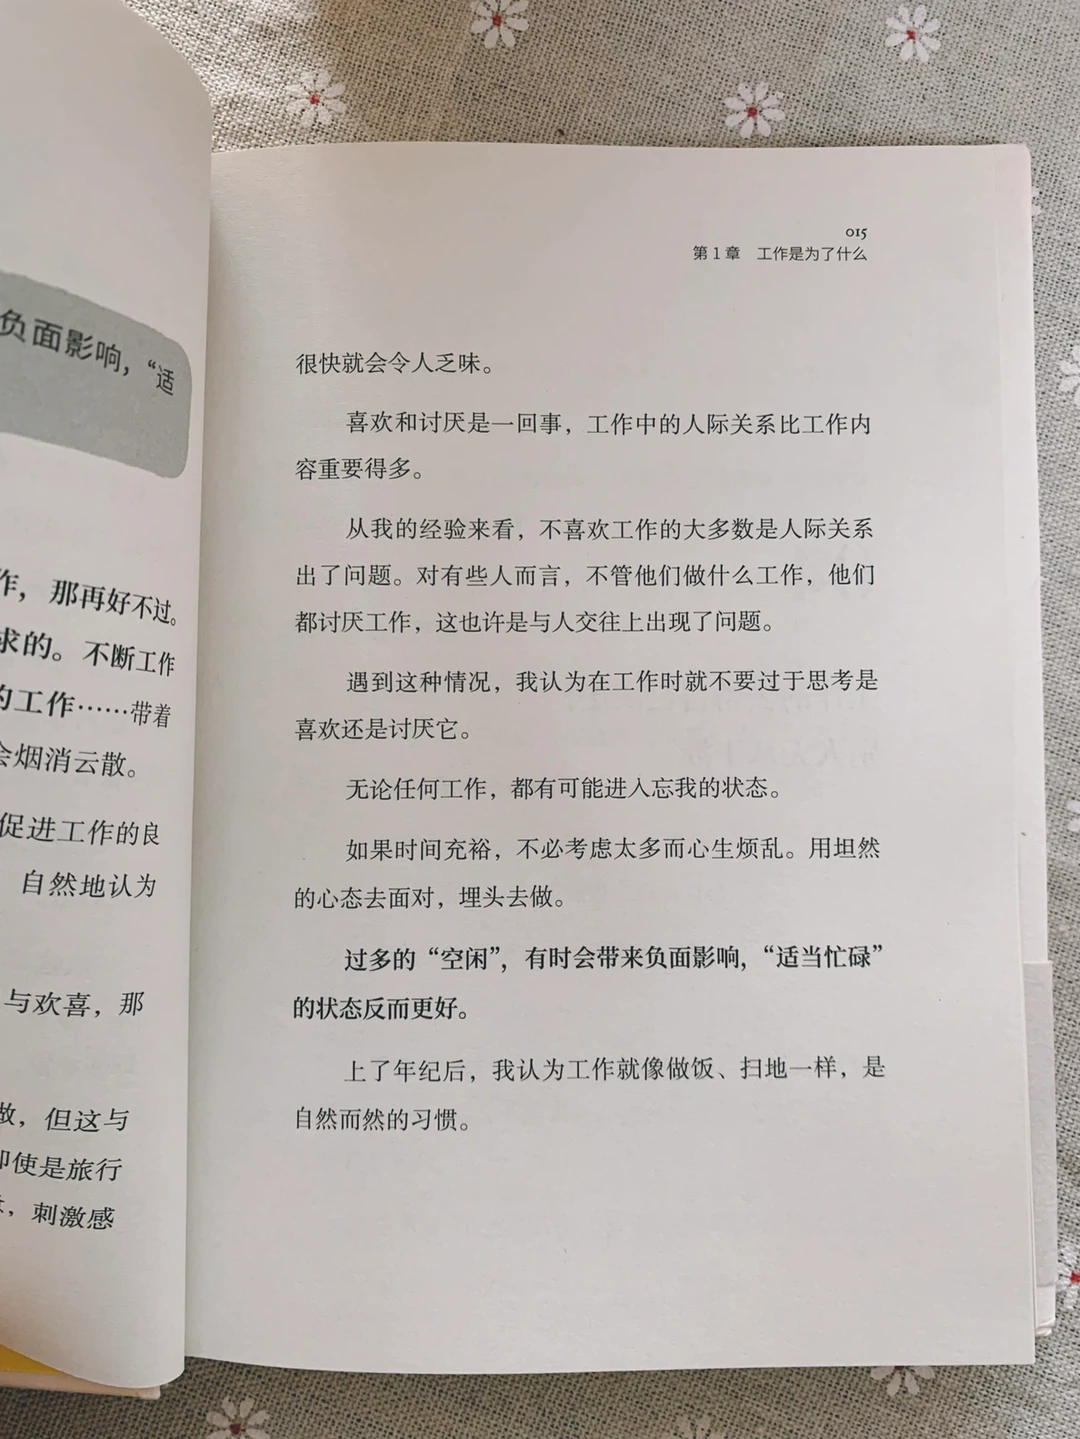 负面影响，“适
作，那再好不过。
求的。不断工作
的工作……带着
会烟消云散。
促进工作的良
自然地认为
与欢喜，那
做，但这与
即使是旅行
，刺激感
015
第1章 工作是为了什么
很快就会令人乏味。
喜欢和讨厌是一回事，工作中的人际关系比工作内
容重要得多。
从我的经验来看，不喜欢工作的大多数是人际关系
出了问题。对有些人而言，不管他们做什么工作，他们
都讨厌工作，这也许是与人交往上出现了问题。
遇到这种情况，我认为在工作时就不要过于思考是
喜欢还是讨厌它。
无论任何工作，都有可能进入忘我的状态。
如果时间充裕，不必考虑太多而心生烦乱。用坦然
的心态去面对，埋头去做。
过多的“空闲”，有时会带来负面影响，“适当忙碌”
的状态反而更好。
上了年纪后，我认为工作就像做饭、扫地一样，是
自然而然的习惯。